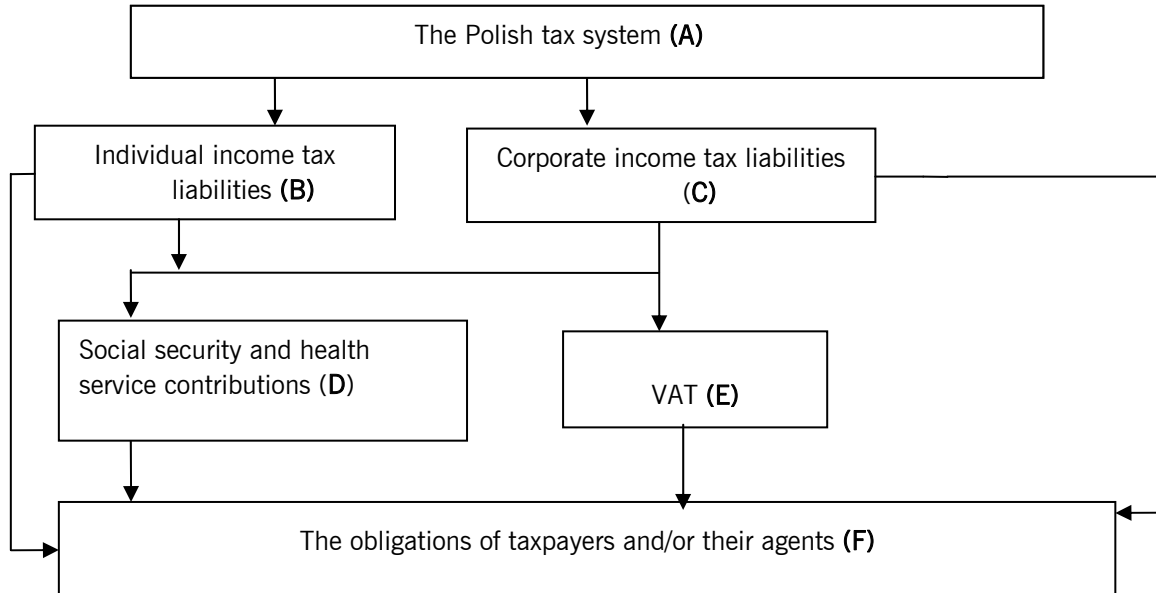 The Polish tax system (A)
Individual income tax
liabilities (B)
Corporate income tax liabilities
(C)
Social security and health
service contributions (D)
VAT (E)
The obligations of taxpayers and/or their agents (F)